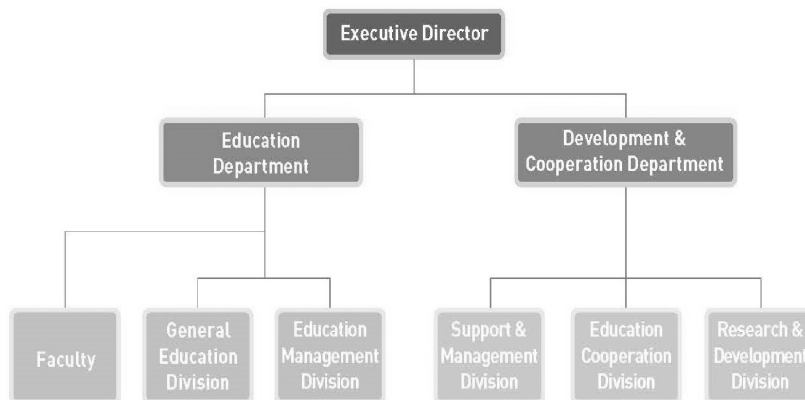 Executive Director
Education
Department
Development &
Cooperation Department
Faculty
General
Education
Division
Education
Management
Division
Support &
Management
Division
Education
Cooperation
Division
Research &
Development
Division